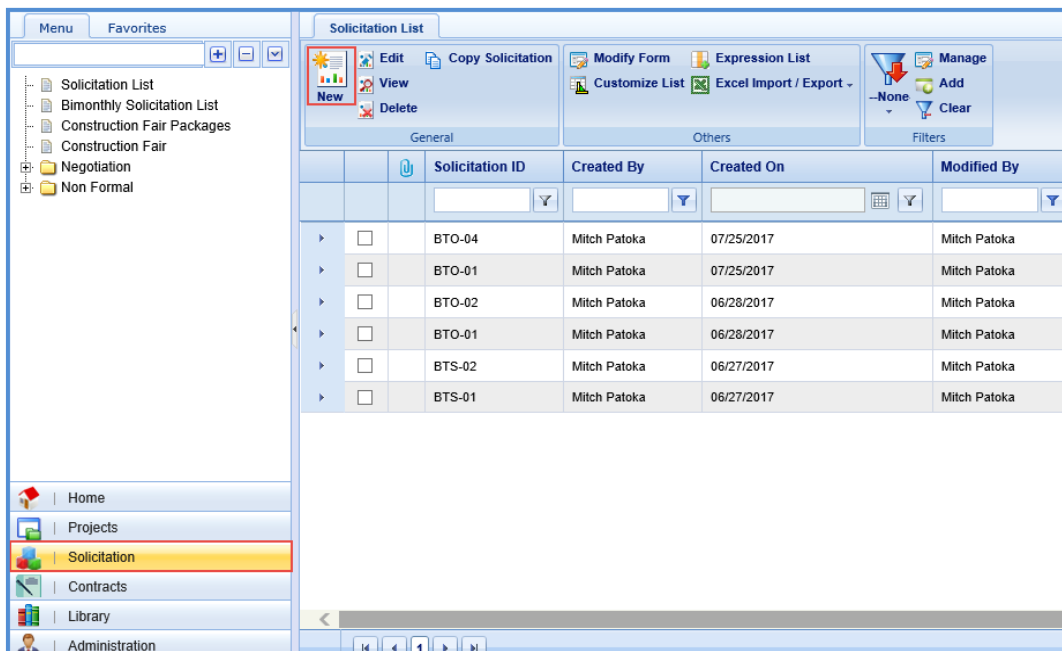 Menu Favorites
Solicitation List
Bimonthly Solicitation List
Construction Fair Packages
Construction Fair
Negotiation
Non Formal
Home
Projects
Solicitation
Contracts
Library
Administration
Solicitation List
New
Edit
View
Delete
Copy Solicitation
General
Modify Form
Customize List
Expression List
Excel Import / Export
Others
--None
Manage
Add
Clear
Filters
Solicitation ID Created By Created On Modified By
BTO-04 Mitch Patoka 07/25/2017 Mitch Patoka
BTO-01 Mitch Patoka 07/25/2017 Mitch Patoka
BTO-02 Mitch Patoka 06/28/2017 Mitch Patoka
BTO-01 Mitch Patoka 06/28/2017 Mitch Patoka
BTS-02 Mitch Patoka 06/27/2017 Mitch Patoka
BTS-01 Mitch Patoka 06/27/2017 Mitch Patoka
1